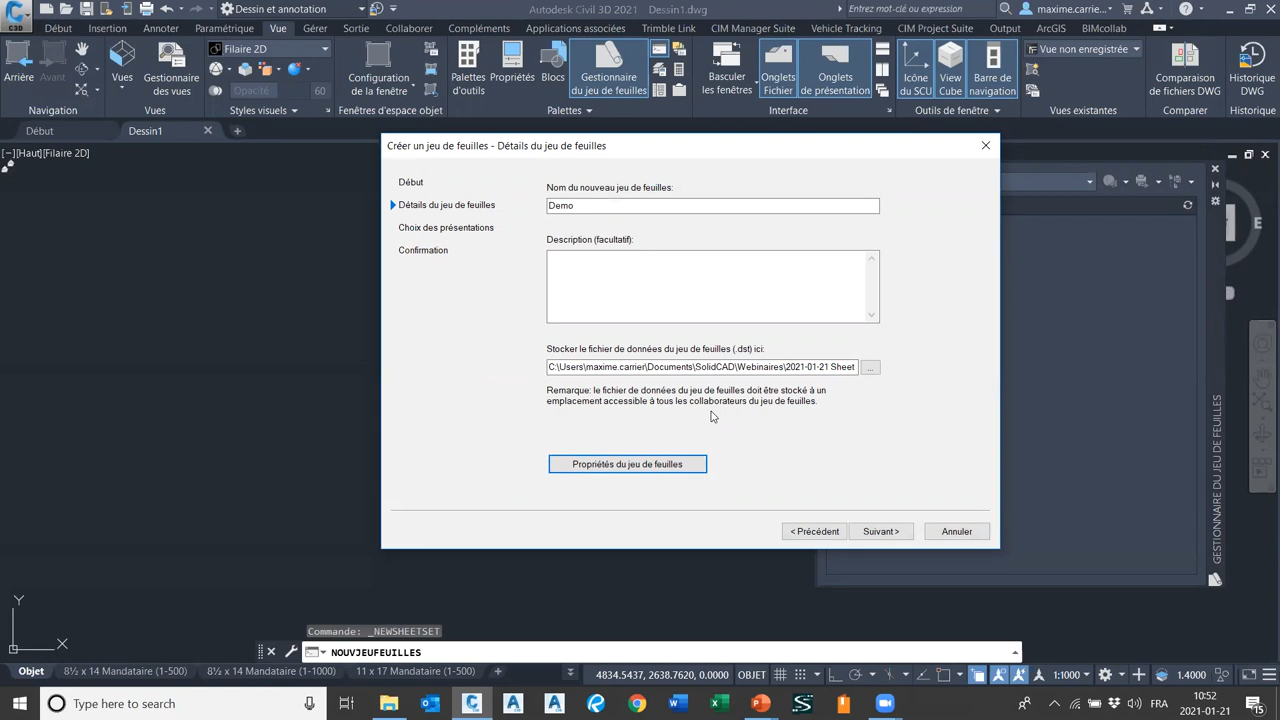 C3D
Dessin et annotation
Autodesk Civil 3D 2021 Dessin1.dwg
Entrez mot-clé ou expression
maxime.carrie...
Début Insertion Annoter Paramétrique Vue Gérer Sortie Collaborer Compléments Applications complémentaires Express Tools CIM Manager Suite Vehicle Tracking CIM Project Suite Raster Tools BIMcollab
Arrière
Avant
Navigation
Vues
Gestionnaire
des vues
Vues
Filaire 2D
Opacité 60
Styles visuels
Configuration
de la fenêtre
Fenêtres d'espace objet
Palettes
d'outils
Propriétés
Blocs
Gestionnaire
du jeu de feuilles
Palettes
Basculer
les fenêtres
Onglets
Fichier
Onglets
de présentation
Interface
Icône
du SCU
View
Cube
Barre de
navigation
Outils de fenêtre
Vue non enregistrée
Vues existantes
Comparaison
de fichiers DWG
Comparer
Historique
DWG
Historique
Début
Dessin1
[−][Haut][Filaire 2D]
Créer un jeu de feuilles - Détails du jeu de feuilles
Début
Détails du jeu de feuilles
Choix des présentations
Confirmation
Nom du nouveau jeu de feuilles:
Demo
Description (facultatif):
Stocker le fichier de données du jeu de feuilles (.dst) ici:
C:\Users\maxime.carrier\Documents\SolidCAD\Webinaires\2021-01-21 Sheet
...
Remarque: le fichier de données du jeu de feuilles doit être stocké à un
emplacement accessible à tous les collaborateurs du jeu de feuilles.
Propriétés du jeu de feuilles
< Précédent
Suivant >
Annuler
E
GESTIONNAIRE DU JEU DE FEUILLES
Y
X
Commande: _NEWSHEETSET
NOUVJEUFEUILLES
Objet 8½ x 14 Mandataire (1-500) 8½ x 14 Mandataire (1-1000) 11 x 17 Mandataire (1-500)
4834.5437, 2638.7620, 0.0000 OBJET
1:1000
1.4000
Type here to search
FRA
10:52
2021-01-21